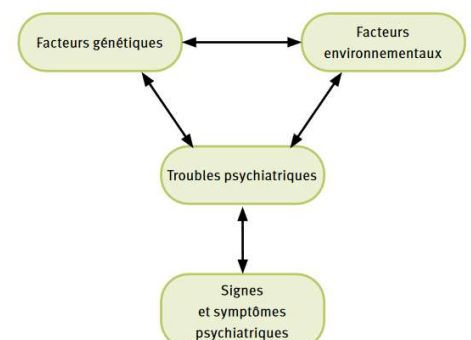 Facteurs génétiques
Facteurs
environnementaux
Troubles psychiatriques
Signes
et symptômes
psychiatriques